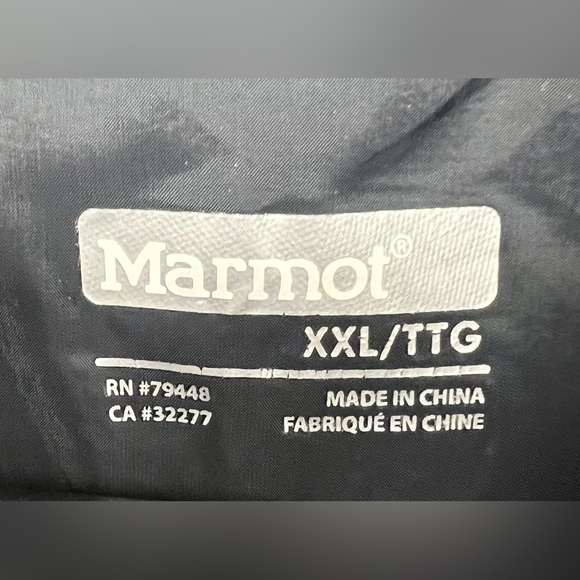 Marmot®
XXL/TTG
RN #79448
CA #32277
MADE IN CHINA
FABRIQUÉ EN CHINE